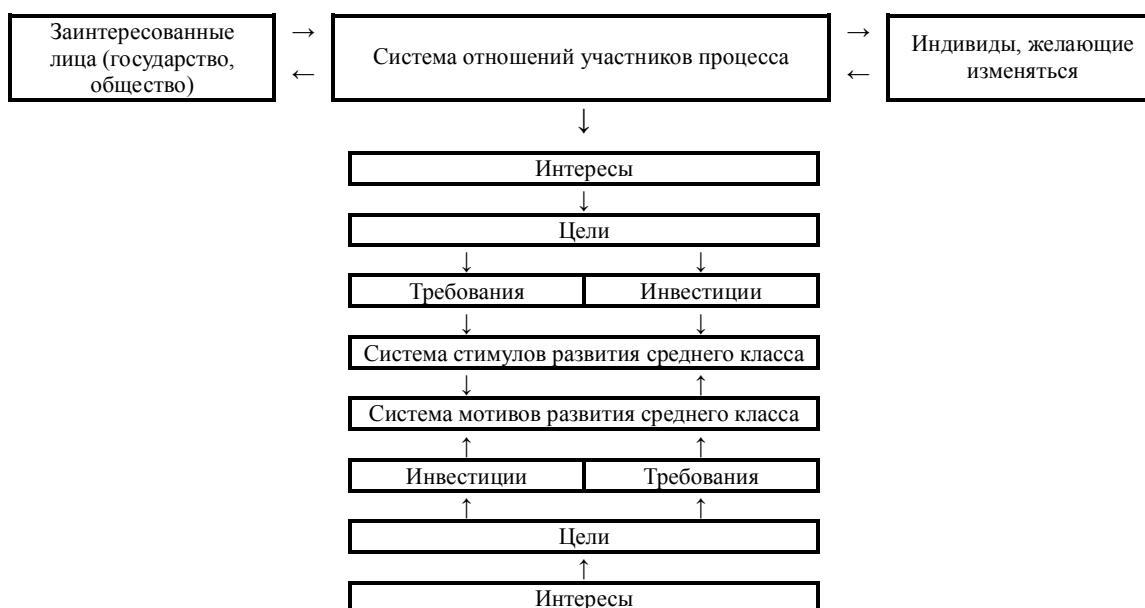 Заинтересованные
лица (государство,
общество)
→
←
Система отношений участников процесса
→
←
Индивиды, желающие
изменяться
↓
Интересы
↓
Цели
↓ ↓
Требования Инвестиции
↓ ↓
Система стимулов развития среднего класса
↓ ↑
Система мотивов развития среднего класса
↑ ↑
Инвестиции Требования
↑ ↑
Цели
↑
Интересы